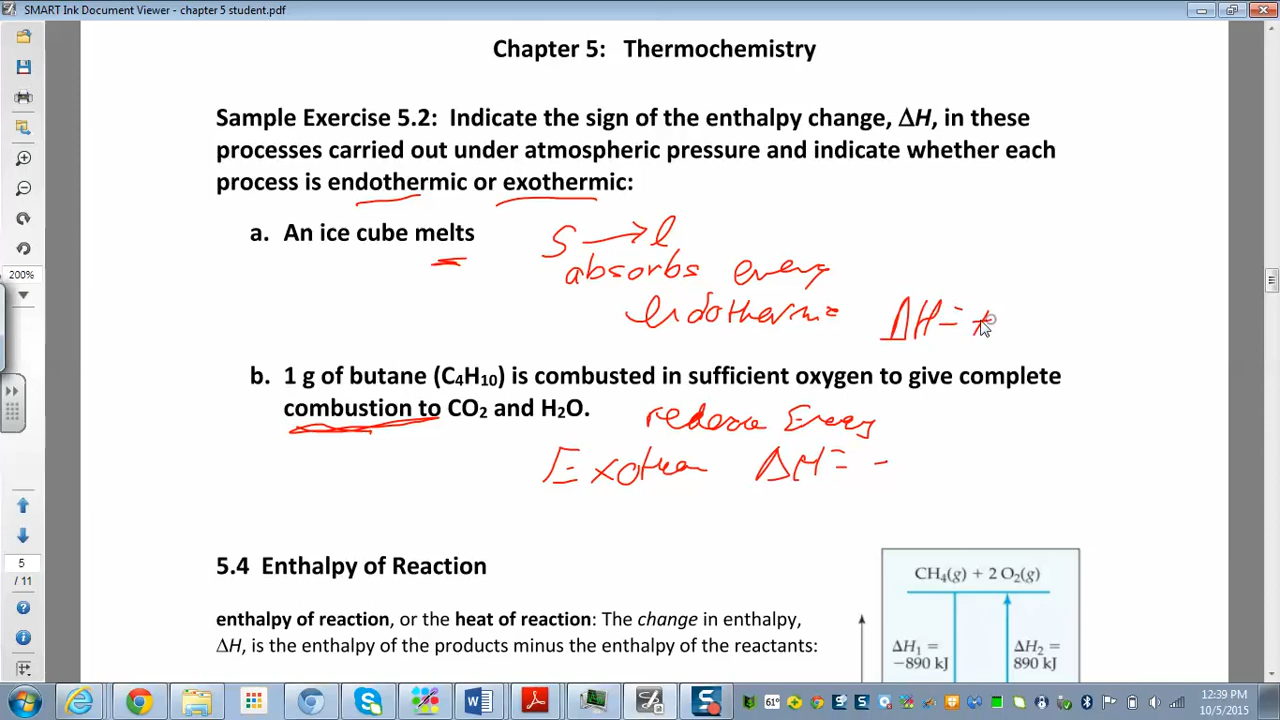 SMART Ink Document Viewer - chapter 5 student.pdf
Chapter 5: Thermochemistry
Sample Exercise 5.2: Indicate the sign of the enthalpy change, ΔH, in these
processes carried out under atmospheric pressure and indicate whether each
process is endothermic or exothermic:
a. An ice cube melts
S → l
absorbs energy
endothermic ΔH = +
b. 1 g of butane (C₄H₁₀) is combusted in sufficient oxygen to give complete
combustion to CO₂ and H₂O.
Energy
ΔH = -
5.4 Enthalpy of Reaction
enthalpy of reaction, or the heat of reaction: The change in enthalpy,
ΔH, is the enthalpy of the products minus the enthalpy of the reactants:
CH₄(g) + 2 O₂(g)
ΔH₁ =
−890 kJ
ΔH₂ =
890 kJ
200%
5
/ 11
61°
12:39 PM
10/5/2015